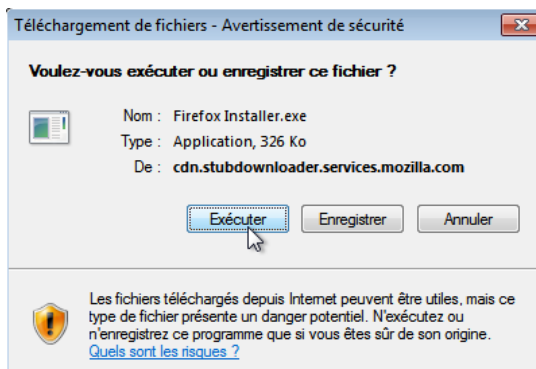 Téléchargement de fichiers - Avertissement de sécurité
Voulez-vous exécuter ou enregistrer ce fichier ?
Nom : Firefox Installer.exe
Type : Application, 326 Ko
De : cdn.stubdownloader.services.mozilla.com
Exécuter Enregistrer Annuler
Les fichiers téléchargés depuis Internet peuvent être utiles, mais ce
type de fichier présente un danger potentiel. N'exécutez ou
n'enregistrez ce programme que si vous êtes sûr de son origine.
Quels sont les risques ?